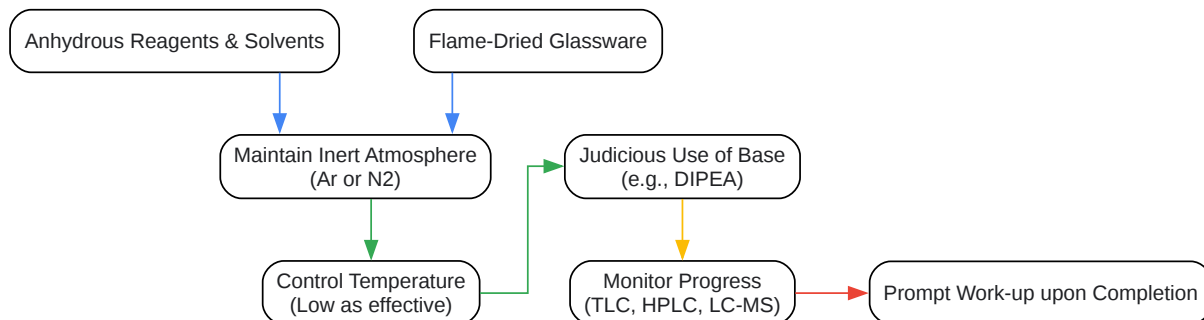 Anhydrous Reagents & Solvents
Flame-Dried Glassware
Maintain Inert Atmosphere
(Ar or N2)
Judicious Use of Base
(e.g., DIPEA)
Control Temperature
(Low as effective)
Monitor Progress
(TLC, HPLC, LC-MS)
Prompt Work-up upon Completion